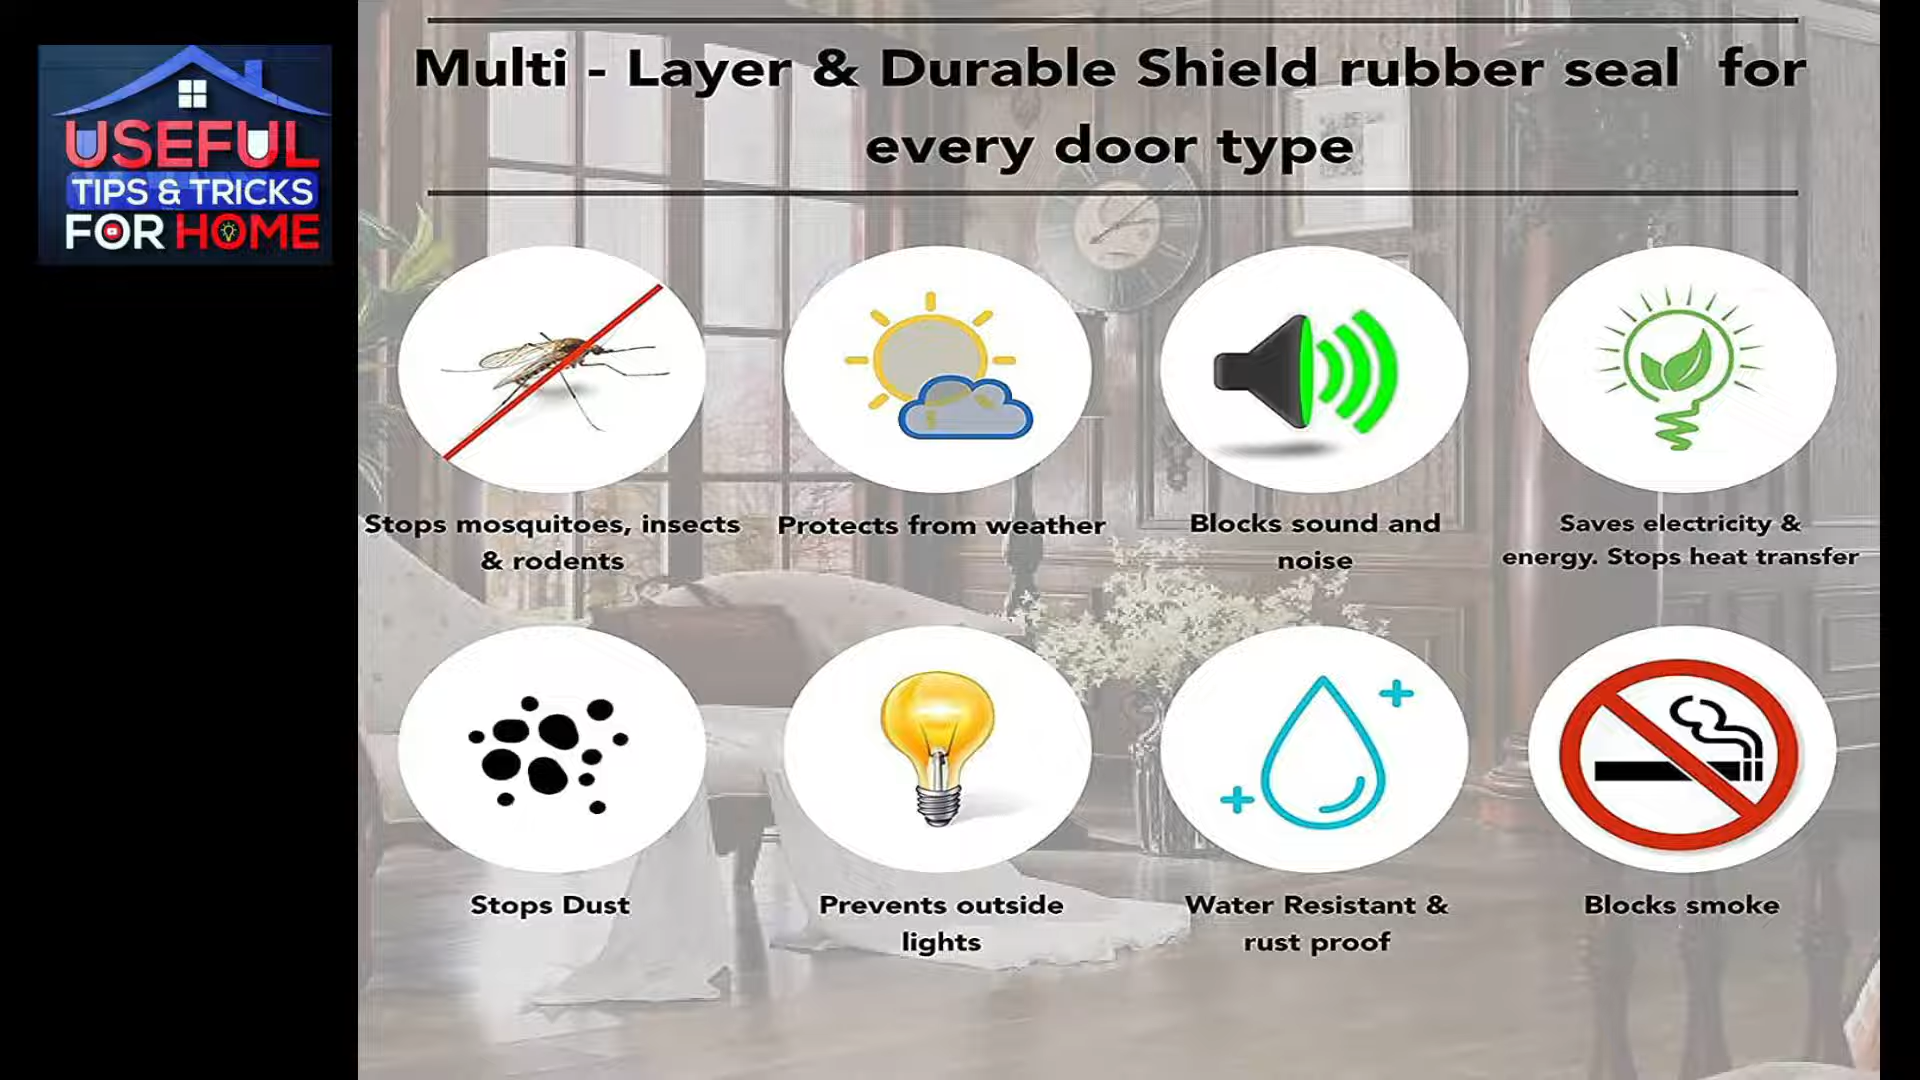 USEFUL
TIPS & TRICKS
FOR HOME
Multi - Layer & Durable Shield rubber seal for
every door type
Stops mosquitoes, insects
& rodents
Protects from weather
Blocks sound and
noise
Saves electricity &
energy. Stops heat transfer
Stops Dust
Prevents outside
lights
Water Resistant &
rust proof
Blocks smoke